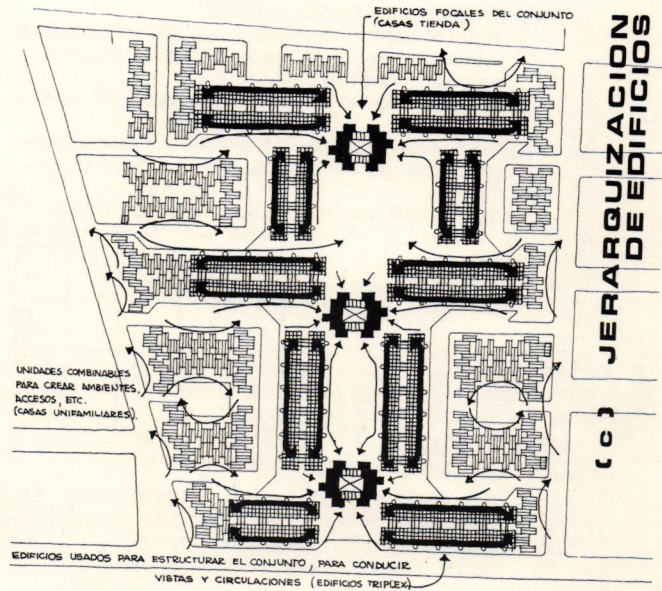 EDIFICIOS FOCALES DEL CONJUNTO
(CASAS TIENDA)
(c) JERARQUIZACION
DE EDIFICIOS
UNIDADES COMBINABLES
PARA CREAR AMBIENTES,
ACCESOS, ETC.
(CASAS UNIFAMILIARES).
EDIFICIOS USADOS PARA ESTRUCTURAR EL CONJUNTO, PARA CONDUCIR
VISTAS Y CIRCULACIONES (EDIFICIOS TRIPLEX)